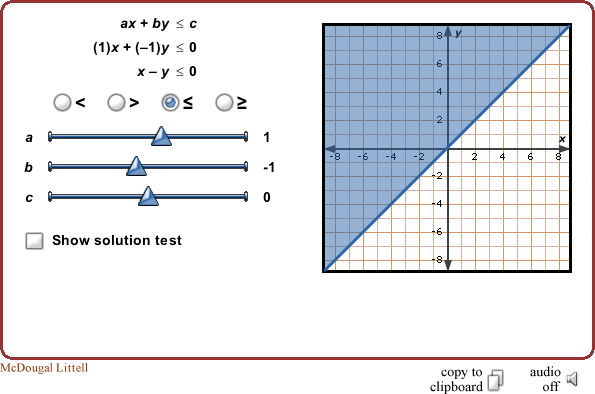 ax + by ≤ c
(1)x + (−1)y ≤ 0
x − y ≤ 0
< > ≤ ≥
a 1
b -1
c 0
Show solution test
y
8
6
4
2
x
-8 -6 -4 -2 2 4 6 8
-2
-4
-6
-8
McDougal Littell
copy to
clipboard
audio
off